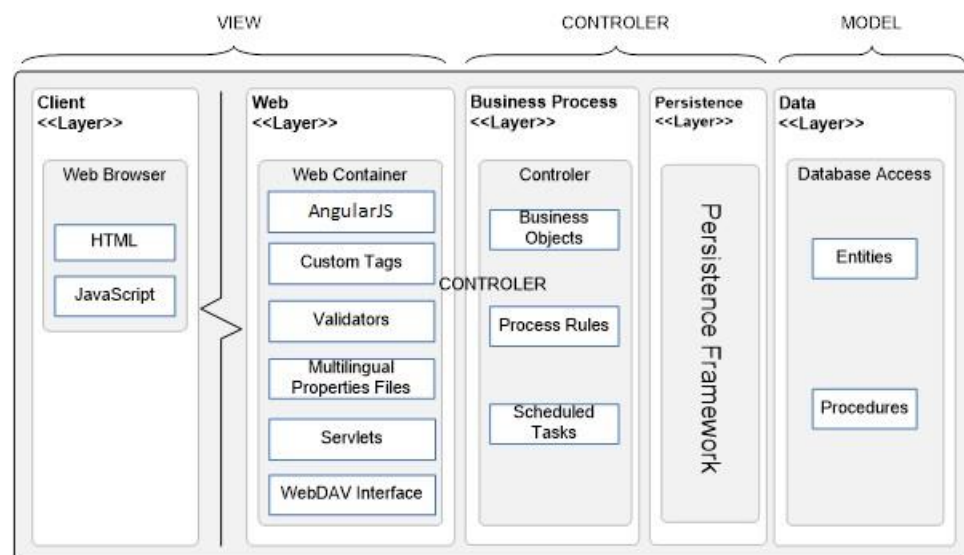 VIEW
CONTROLER
MODEL
Client
<<Layer>>
Web Browser
HTML
JavaScript
Web
<<Layer>>
Web Container
AngularJS
Custom Tags
Validators
Multilingual
Properties Files
Servlets
WebDAV Interface
CONTROLER
Business Process
<<Layer>>
Controler
Business
Objects
Process Rules
Scheduled
Tasks
Persistence
<<Layer>>
Persistence Framework
Data
<<Layer>>
Database Access
Entities
Procedures